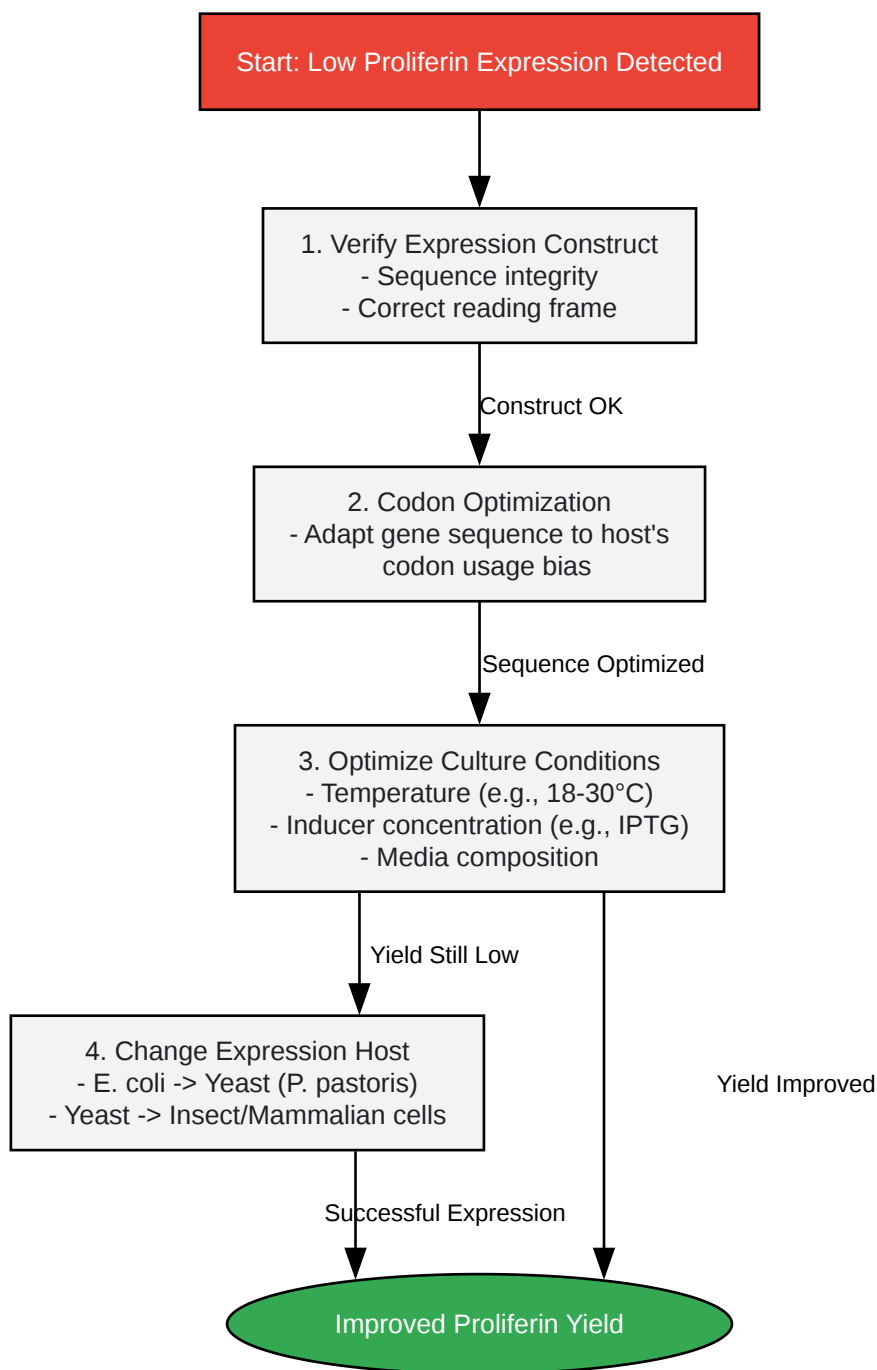 Start: Low Proliferin Expression Detected
1. Verify Expression Construct
- Sequence integrity
- Correct reading frame
Construct OK
2. Codon Optimization
- Adapt gene sequence to host's
codon usage bias
Sequence Optimized
3. Optimize Culture Conditions
- Temperature (e.g., 18-30°C)
- Inducer concentration (e.g., IPTG)
- Media composition
Yield Still Low
4. Change Expression Host
- E. coli -> Yeast (P. pastoris)
- Yeast -> Insect/Mammalian cells
Yield Improved
Successful Expression
Improved Proliferin Yield